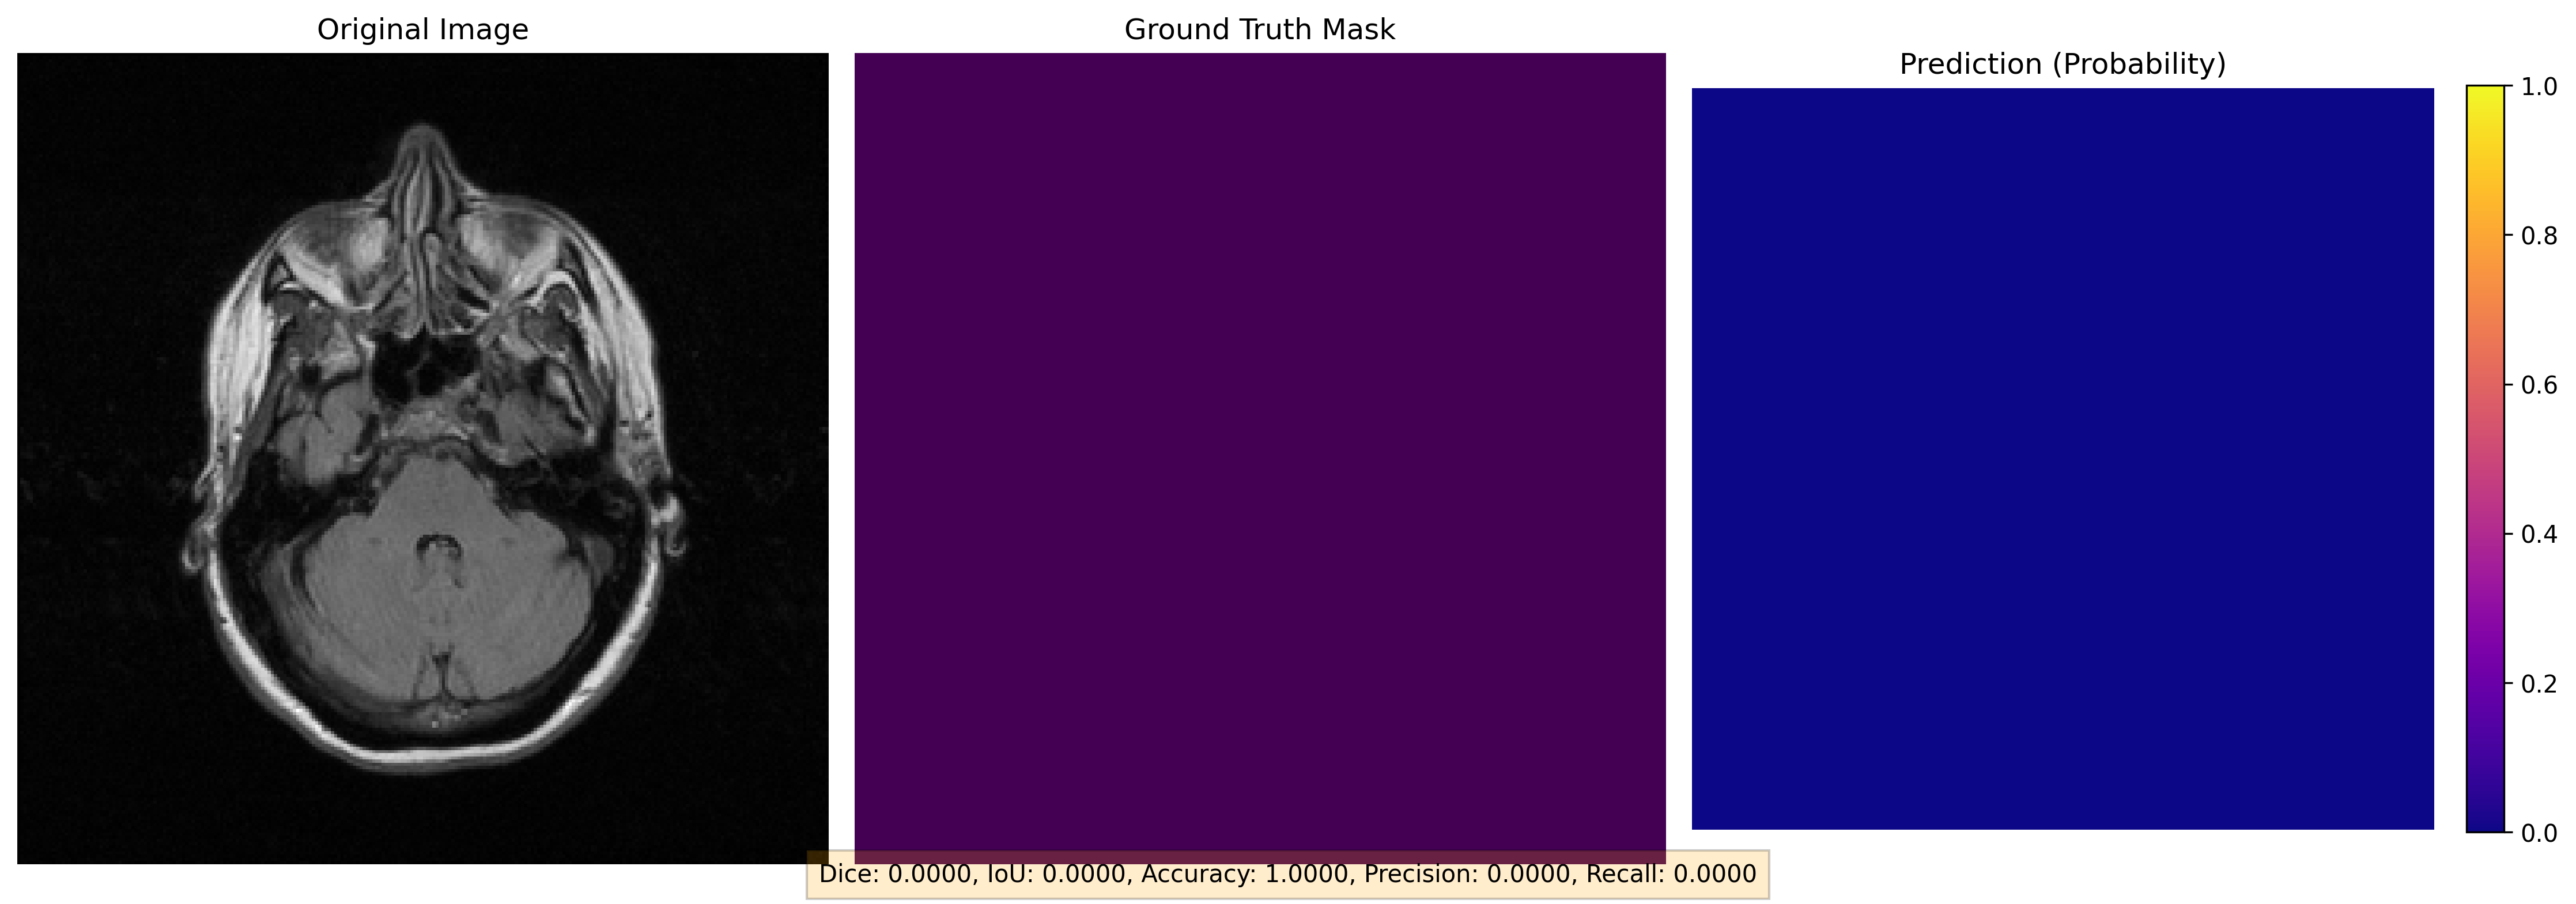 Original Image
Ground Truth Mask
Prediction (Probability)
1.0
0.8
0.6
0.4
0.2
0.0
Dice: 0.0000, IoU: 0.0000, Accuracy: 1.0000, Precision: 0.0000, Recall: 0.0000